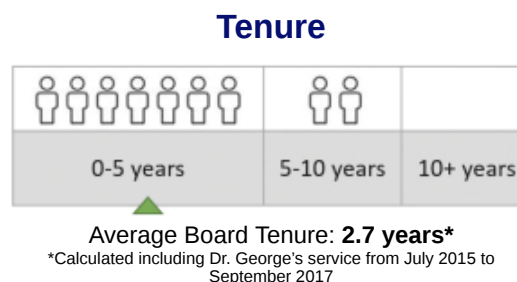 Tenure
0-5 years 5-10 years 10+ years
Average Board Tenure: 2.7 years*
*Calculated including Dr. George’s service from July 2015 to
September 2017